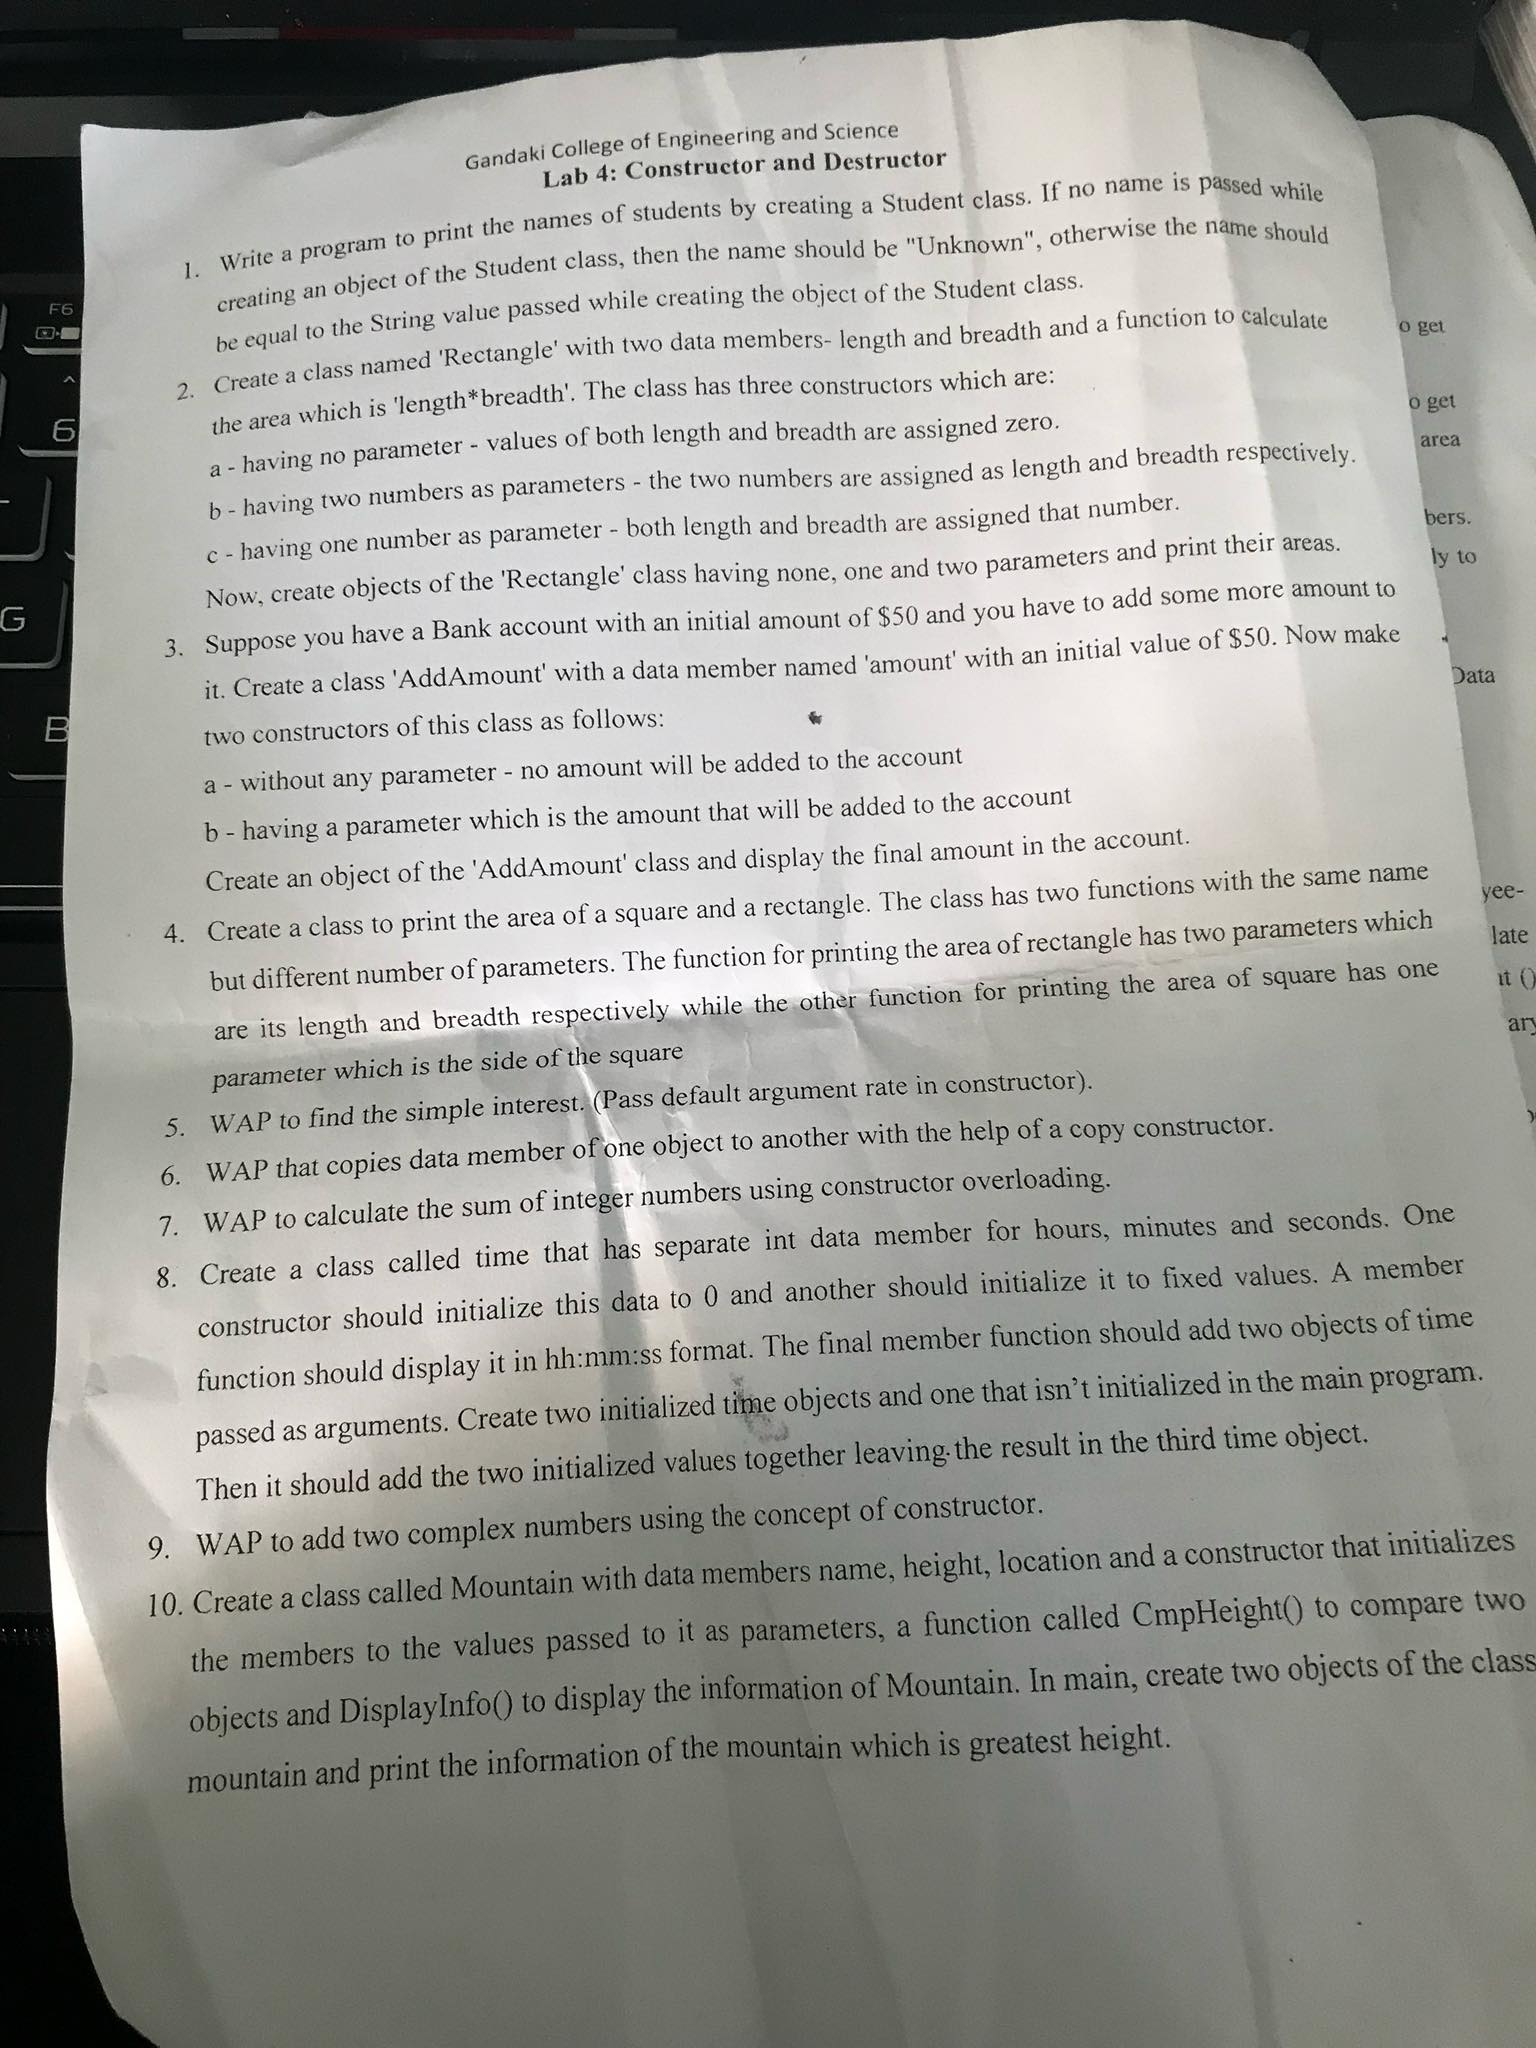 Gandaki College of Engineering and Science
Lab 4: Constructor and Destructor
1. Write a program to print the names of students by creating a Student class. If no name is passed while
creating an object of the Student class, then the name should be "Unknown", otherwise the name should
be equal to the String value passed while creating the object of the Student class.
2. Create a class named 'Rectangle' with two data members- length and breadth and a function to calculate
the area which is 'length*breadth'. The class has three constructors which are:
a - having no parameter - values of both length and breadth are assigned zero.
b - having two numbers as parameters - the two numbers are assigned as length and breadth respectively.
c - having one number as parameter - both length and breadth are assigned that number.
Now, create objects of the 'Rectangle' class having none, one and two parameters and print their areas.
3. Suppose you have a Bank account with an initial amount of $50 and you have to add some more amount to
it. Create a class 'AddAmount' with a data member named 'amount' with an initial value of $50. Now make
two constructors of this class as follows:
a - without any parameter - no amount will be added to the account
b - having a parameter which is the amount that will be added to the account
Create an object of the 'AddAmount' class and display the final amount in the account.
4. Create a class to print the area of a square and a rectangle. The class has two functions with the same name
but different number of parameters. The function for printing the area of rectangle has two parameters which
are its length and breadth respectively while the other function for printing the area of square has one
parameter which is the side of the square
5. WAP to find the simple interest. (Pass default argument rate in constructor).
6. WAP that copies data member of one object to another with the help of a copy constructor.
7. WAP to calculate the sum of integer numbers using constructor overloading.
8. Create a class called time that has separate int data member for hours, minutes and seconds. One
constructor should initialize this data to 0 and another should initialize it to fixed values. A member
function should display it in hh:mm:ss format. The final member function should add two objects of time
passed as arguments. Create two initialized time objects and one that isn't initialized in the main program.
Then it should add the two initialized values together leaving the result in the third time object.
9. WAP to add two complex numbers using the concept of constructor.
10. Create a class called Mountain with data members name, height, location and a constructor that initializes
the members to the values passed to it as parameters, a function called CmpHeight() to compare two
objects and DisplayInfo() to display the information of Mountain. In main, create two objects of the class
mountain and print the information of the mountain which is greatest height.
o get
o get
area
bers.
ly to
Data
yee-
late
it ()
ary
F6
6
G
B